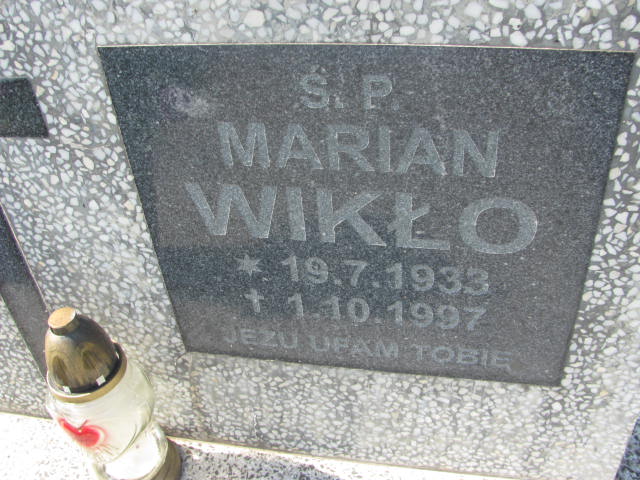 Ś. P.
MARIAN
WIKŁO
* 19.7.1933
✝ 1.10.1997
JEZU UFAM TOBIE